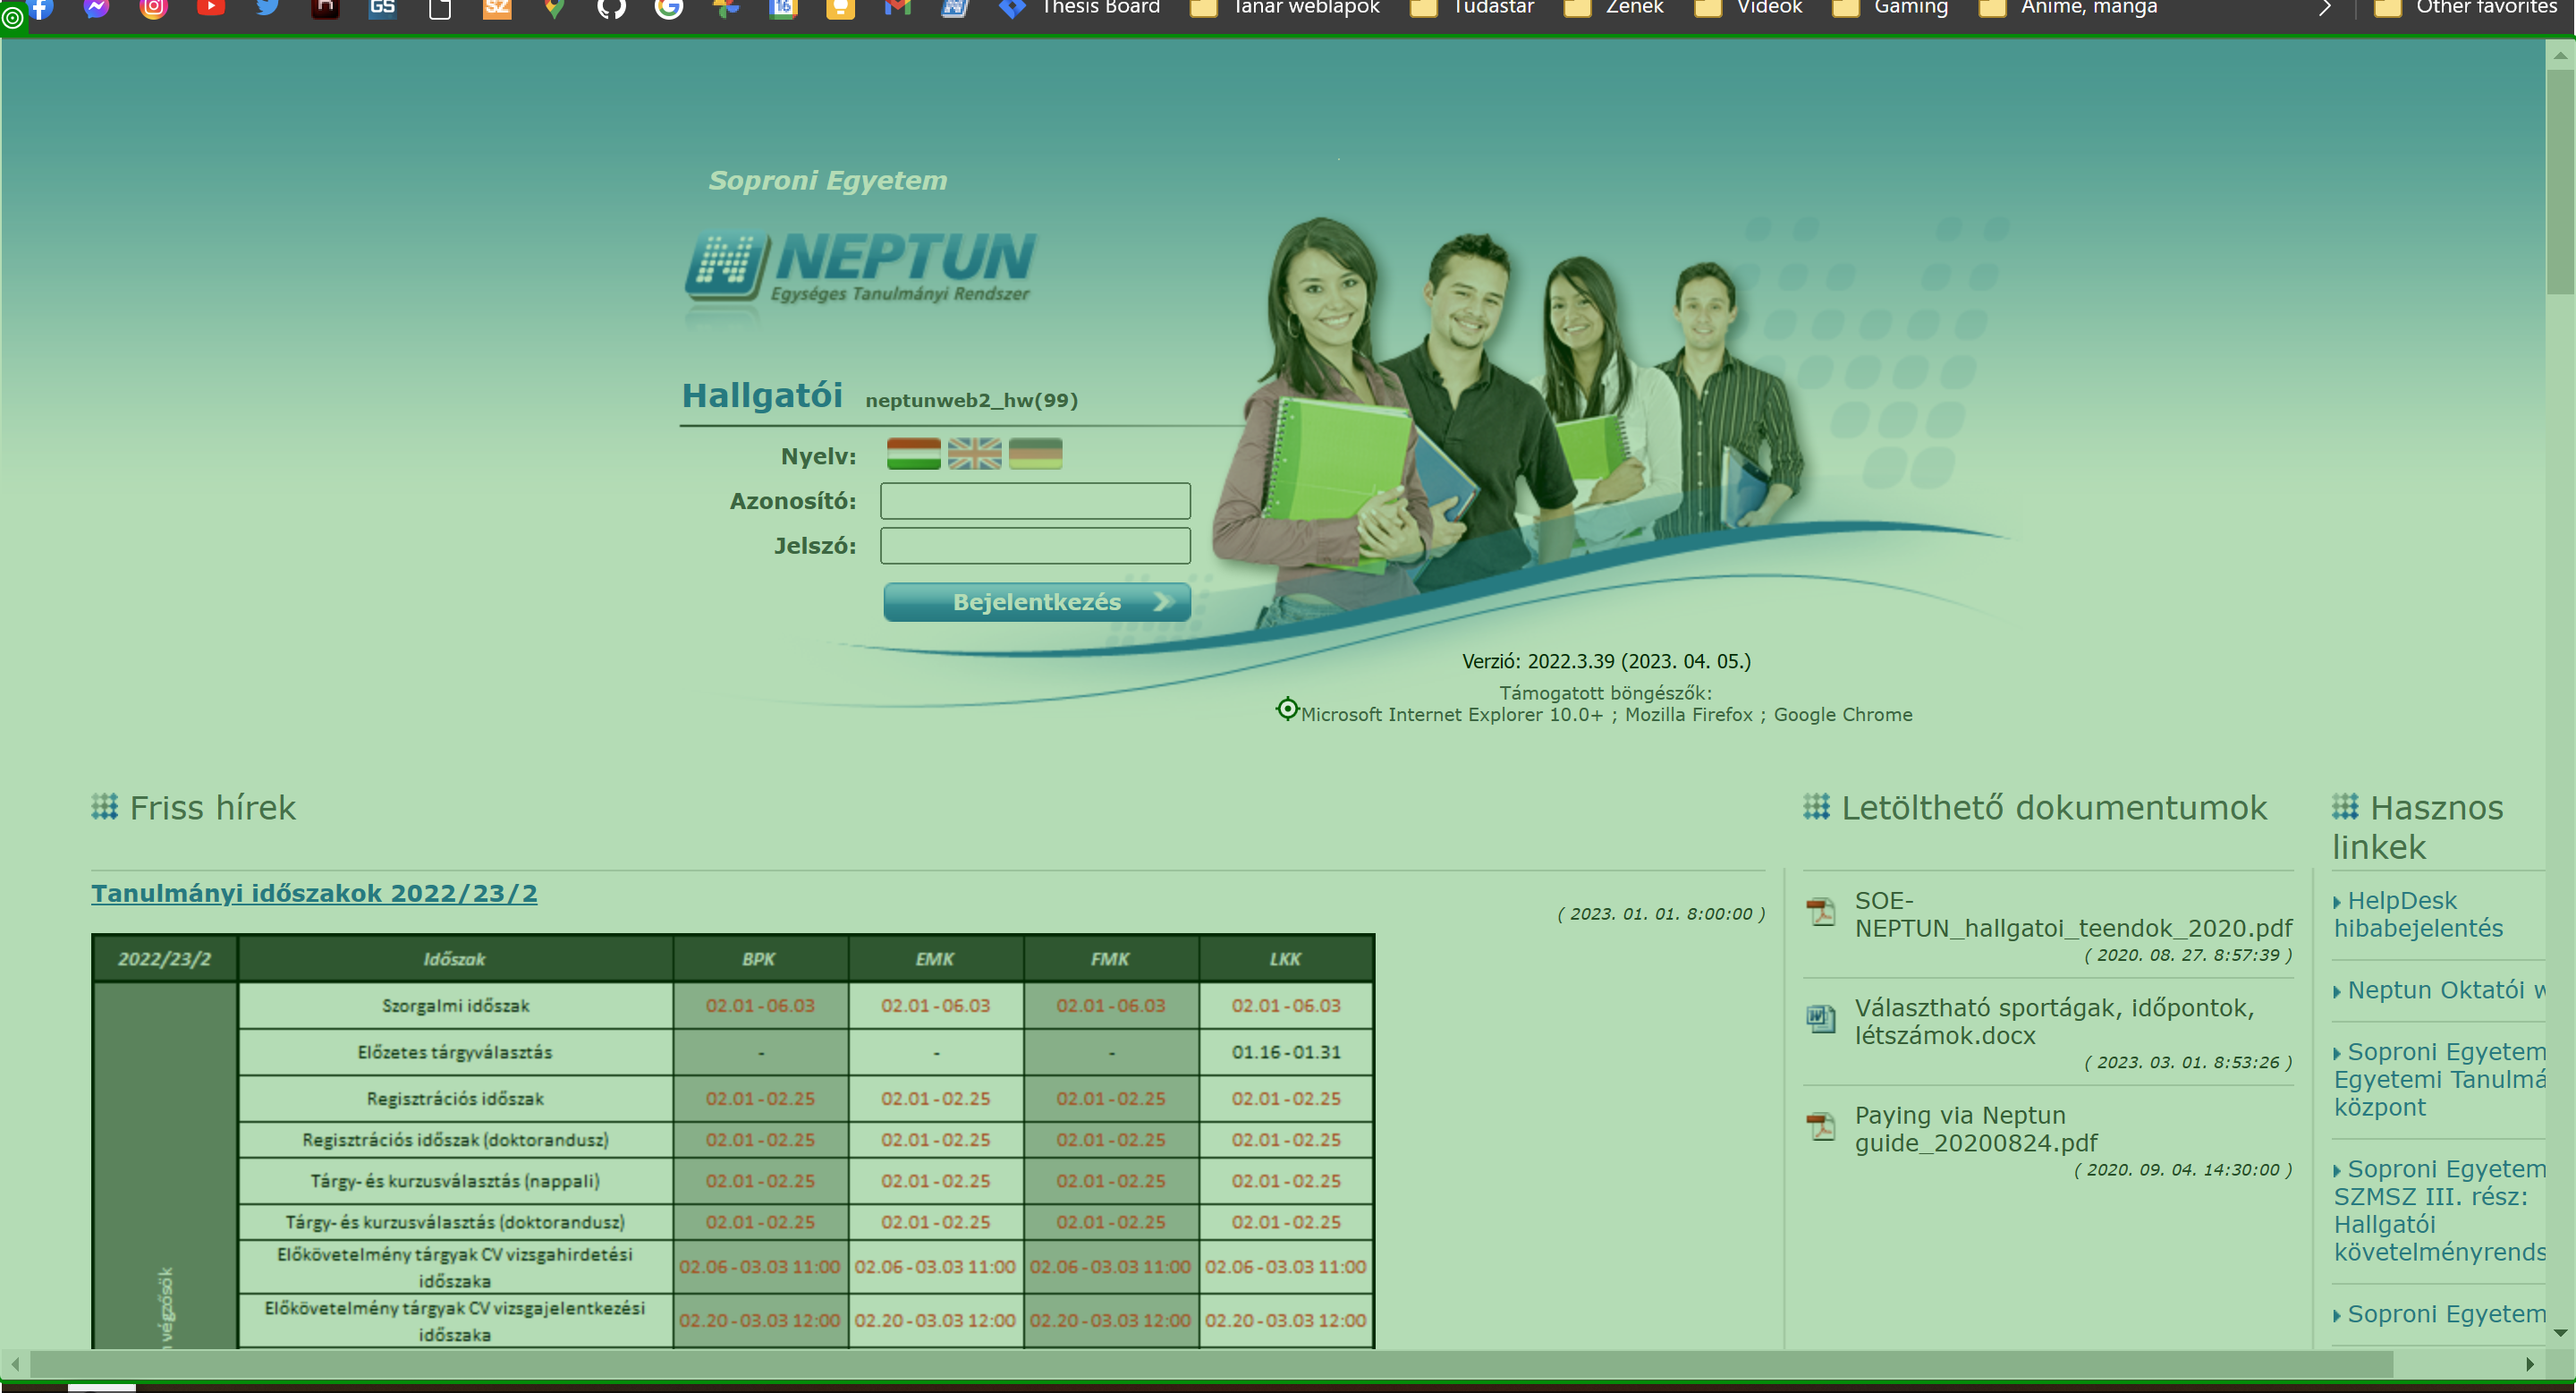 Thesis Board Tanár weblapok Tudástár Zenék Videók Gaming Anime, manga Other favorites
Soproni Egyetem
NEPTUN
Egységes Tanulmányi Rendszer
Hallgatói neptunweb2_hw(99)
Nyelv:
Azonosító:
Jelszó:
Bejelentkezés
Verzió: 2022.3.39 (2023. 04. 05.)
Támogatott böngészők:
Microsoft Internet Explorer 10.0+ ; Mozilla Firefox ; Google Chrome
Friss hírek
Tanulmányi időszakok 2022/23/2
( 2023. 01. 01. 8:00:00 )
2022/23/2 Időszak BPK EMK FMK LKK
Szorgalmi időszak 02.01-06.03 02.01-06.03 02.01-06.03 02.01-06.03
Előzetes tárgyválasztás - - - 01.16-01.31
Regisztrációs időszak 02.01-02.25 02.01-02.25 02.01-02.25 02.01-02.25
Regisztrációs időszak (doktorandusz) 02.01-02.25 02.01-02.25 02.01-02.25 02.01-02.25
Tárgy- és kurzusválasztás (nappali) 02.01-02.25 02.01-02.25 02.01-02.25 02.01-02.25
Tárgy- és kurzusválasztás (doktorandusz) 02.01-02.25 02.01-02.25 02.01-02.25 02.01-02.25
Előkövetelmény tárgyak CV vizsgahirdetési
időszaka 02.06-03.03 11:00 02.06-03.03 11:00 02.06-03.03 11:00 02.06-03.03 11:00
Előkövetelmény tárgyak CV vizsgajelentkezési
időszaka 02.20-03.03 12:00 02.20-03.03 12:00 02.20-03.03 12:00 02.20-03.03 12:00
végzősök
Letölthető dokumentumok
SOE-
NEPTUN_hallgatoi_teendok_2020.pdf
( 2020. 08. 27. 8:57:39 )
Választható sportágak, időpontok,
létszámok.docx
( 2023. 03. 01. 8:53:26 )
Paying via Neptun
guide_20200824.pdf
( 2020. 09. 04. 14:30:00 )
Hasznos
linkek
HelpDesk
hibabejelentés
Neptun Oktatói w
Soproni Egyetem
Egyetemi Tanulmá
központ
Soproni Egyetem
SZMSZ III. rész:
Hallgatói
követelményrends
Soproni Egyetem